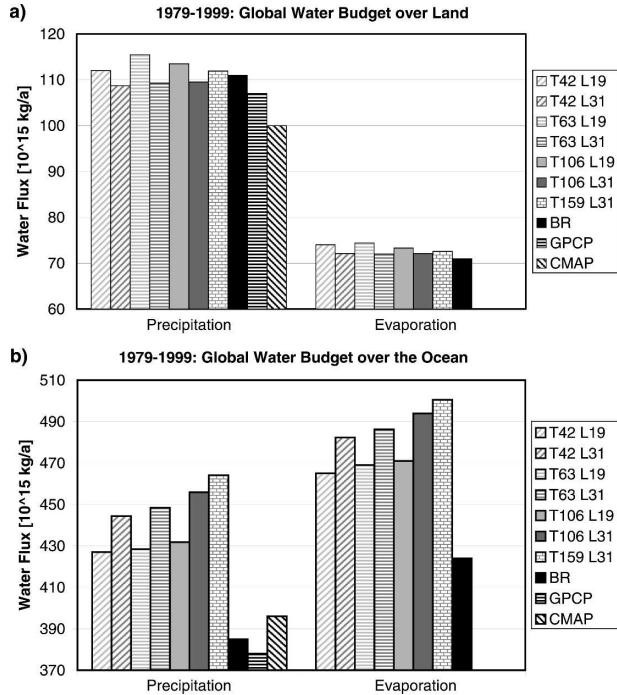 a)
1979-1999: Global Water Budget over Land
Water Flux [10^15 kg/a]
120
110
100
90
80
70
60
Precipitation
Evaporation
T42 L19
T42 L31
T63 L19
T63 L31
T106 L19
T106 L31
T159 L31
BR
GPCP
CMAP
b)
1979-1999: Global Water Budget over the Ocean
Water Flux [10^15 kg/a]
510
490
470
450
430
410
390
370
Precipitation
Evaporation
T42 L19
T42 L31
T63 L19
T63 L31
T106 L19
T106 L31
T159 L31
BR
GPCP
CMAP